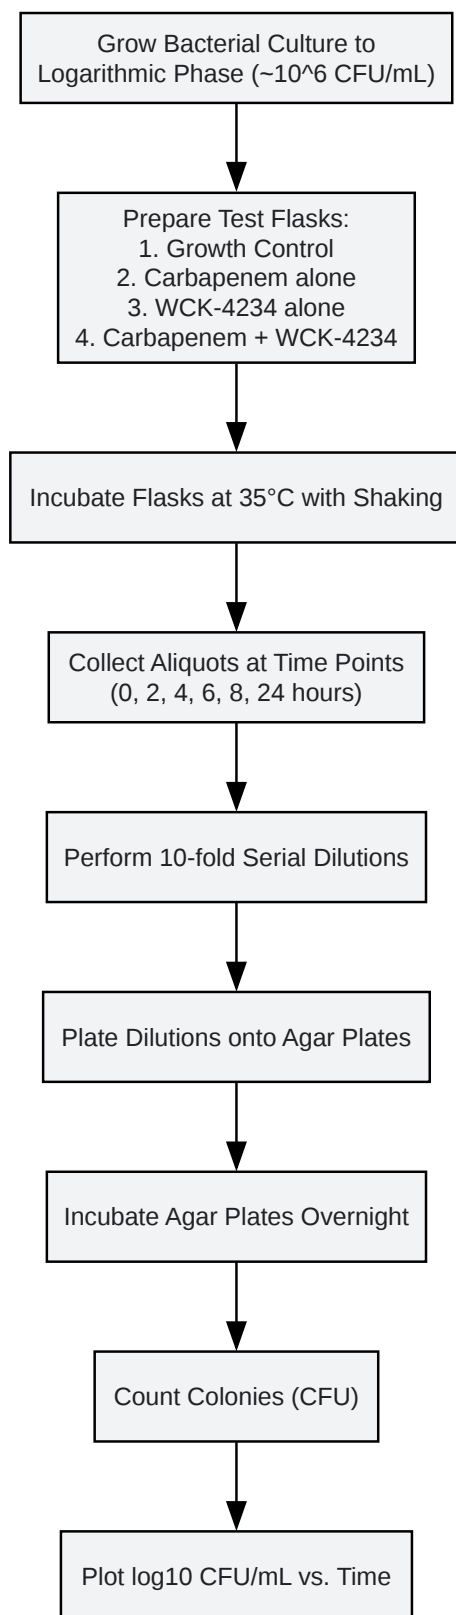 Grow Bacterial Culture to
Logarithmic Phase (~10^6 CFU/mL)
Prepare Test Flasks:
1. Growth Control
2. Carbapenem alone
3. WCK-4234 alone
4. Carbapenem + WCK-4234
Incubate Flasks at 35°C with Shaking
Collect Aliquots at Time Points
(0, 2, 4, 6, 8, 24 hours)
Perform 10-fold Serial Dilutions
Plate Dilutions onto Agar Plates
Incubate Agar Plates Overnight
Count Colonies (CFU)
Plot log10 CFU/mL vs. Time